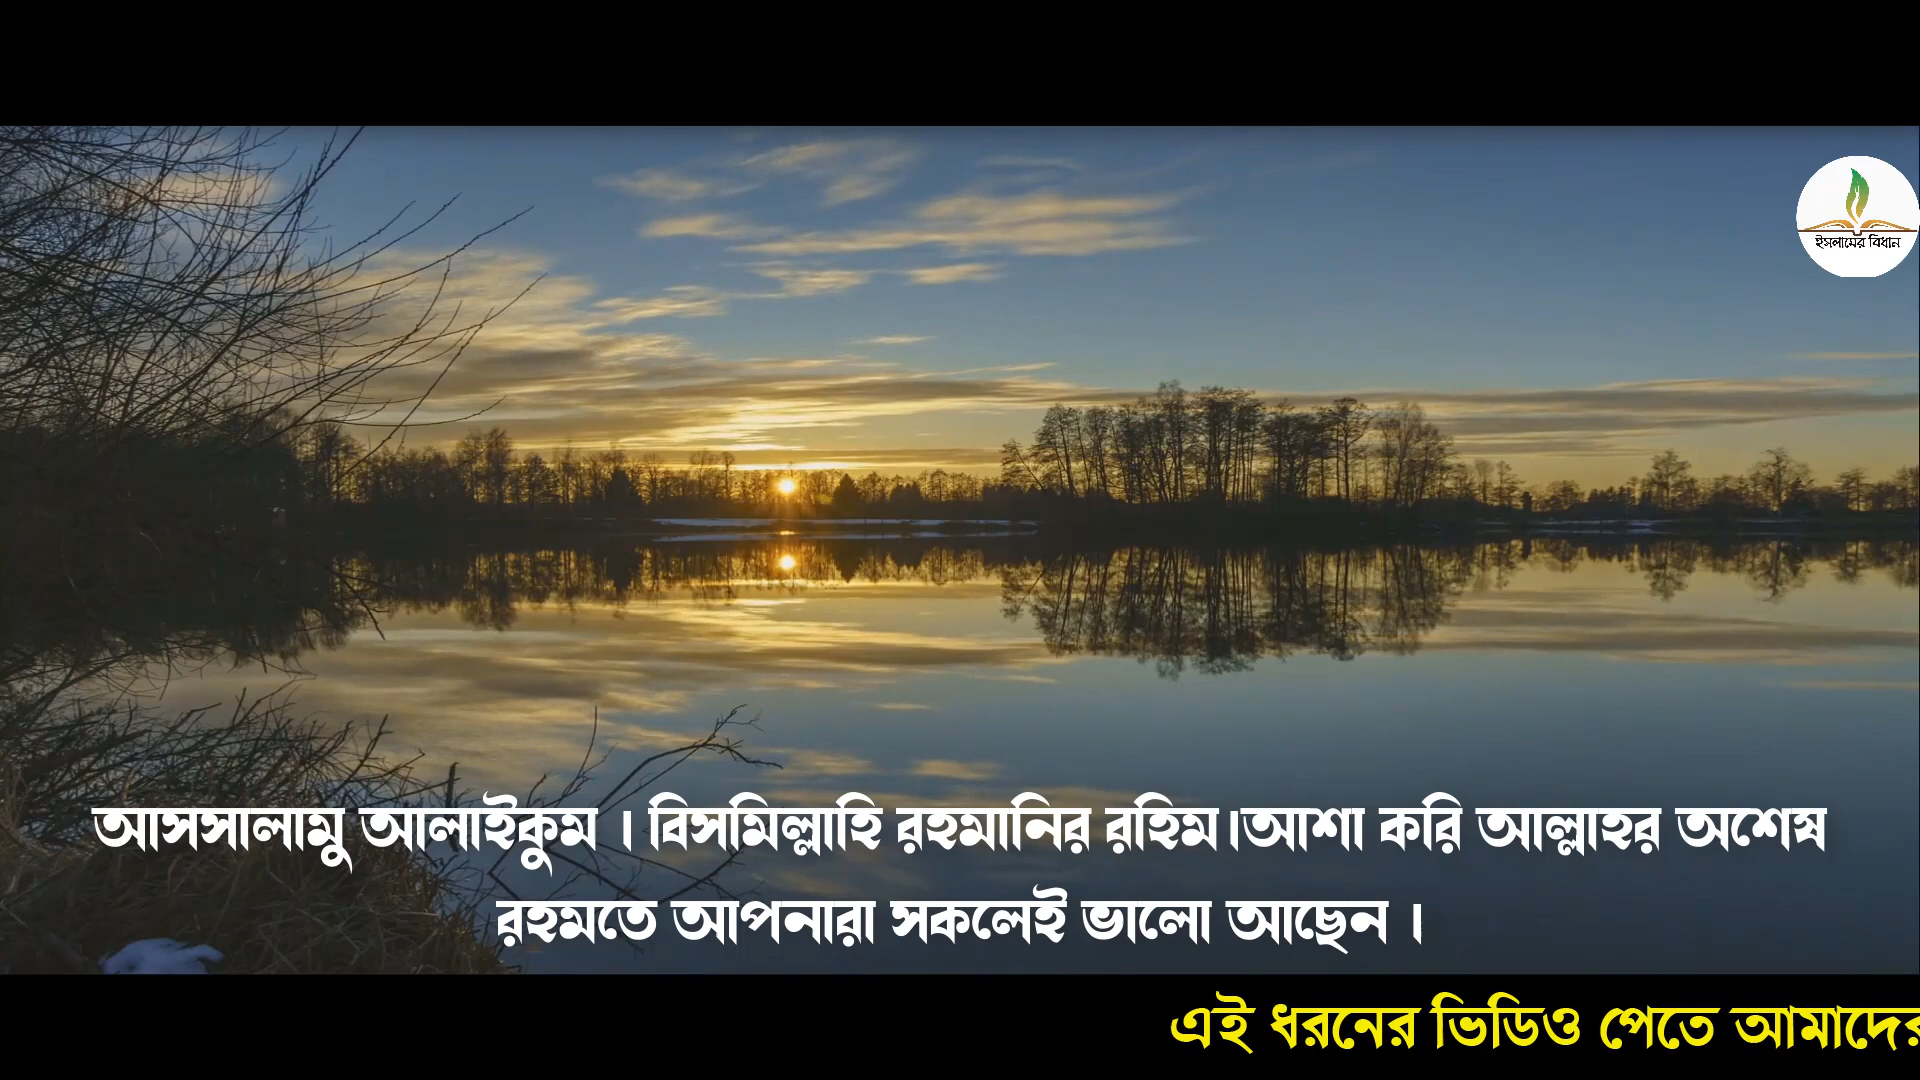 ইসলামের বিধান
আসসালামু আলাইকুম । বিসমিল্লাহি রহমানির রহিম।আশা করি আল্লাহর অশেষ
রহমতে আপনারা সকলেই ভালো আছেন ।
এই ধরনের ভিডিও পেতে আমাদের